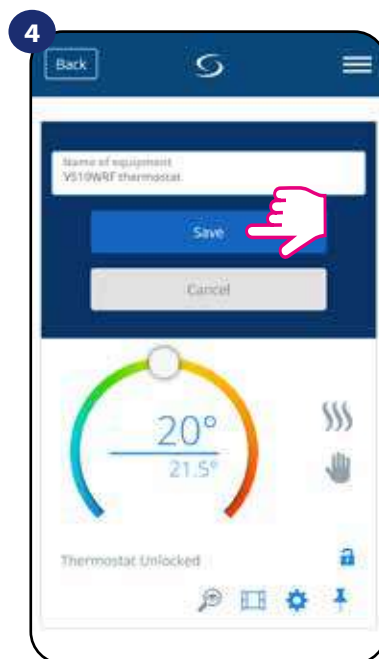 4
Back
Name of equipment
VS10WRF thermostat
Save
Cancel
20°
21.5°
Thermostat Unlocked